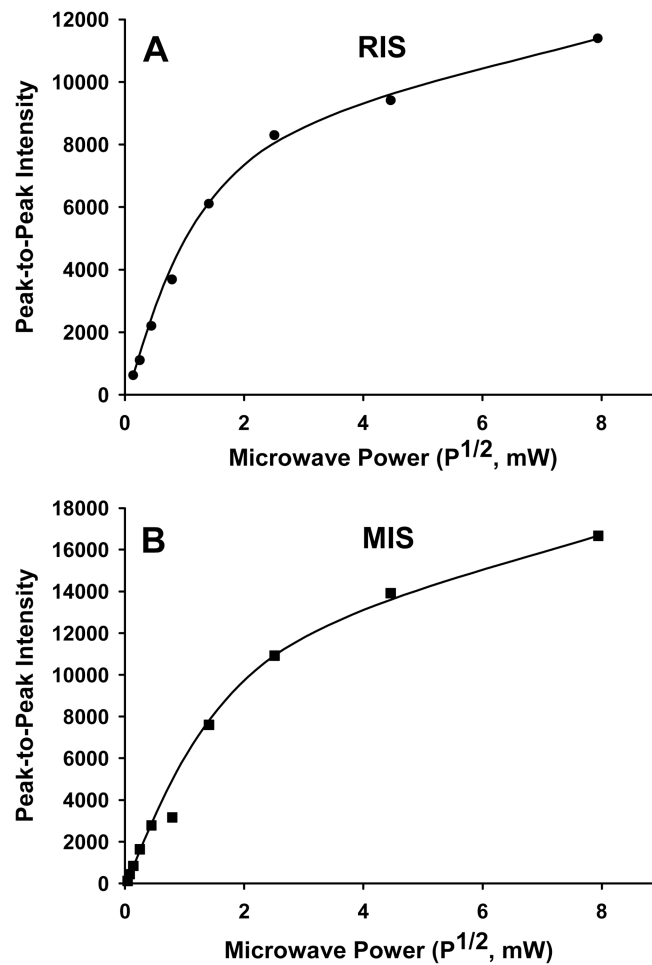 12000
A
RIS
10000
8000
6000
4000
2000
0
Peak-to-Peak Intensity
0 2 4 6 8
Microwave Power (P1/2, mW)
18000
B
MIS
16000
14000
12000
10000
8000
6000
4000
2000
0
Peak-to-Peak Intensity
0 2 4 6 8
Microwave Power (P1/2, mW)